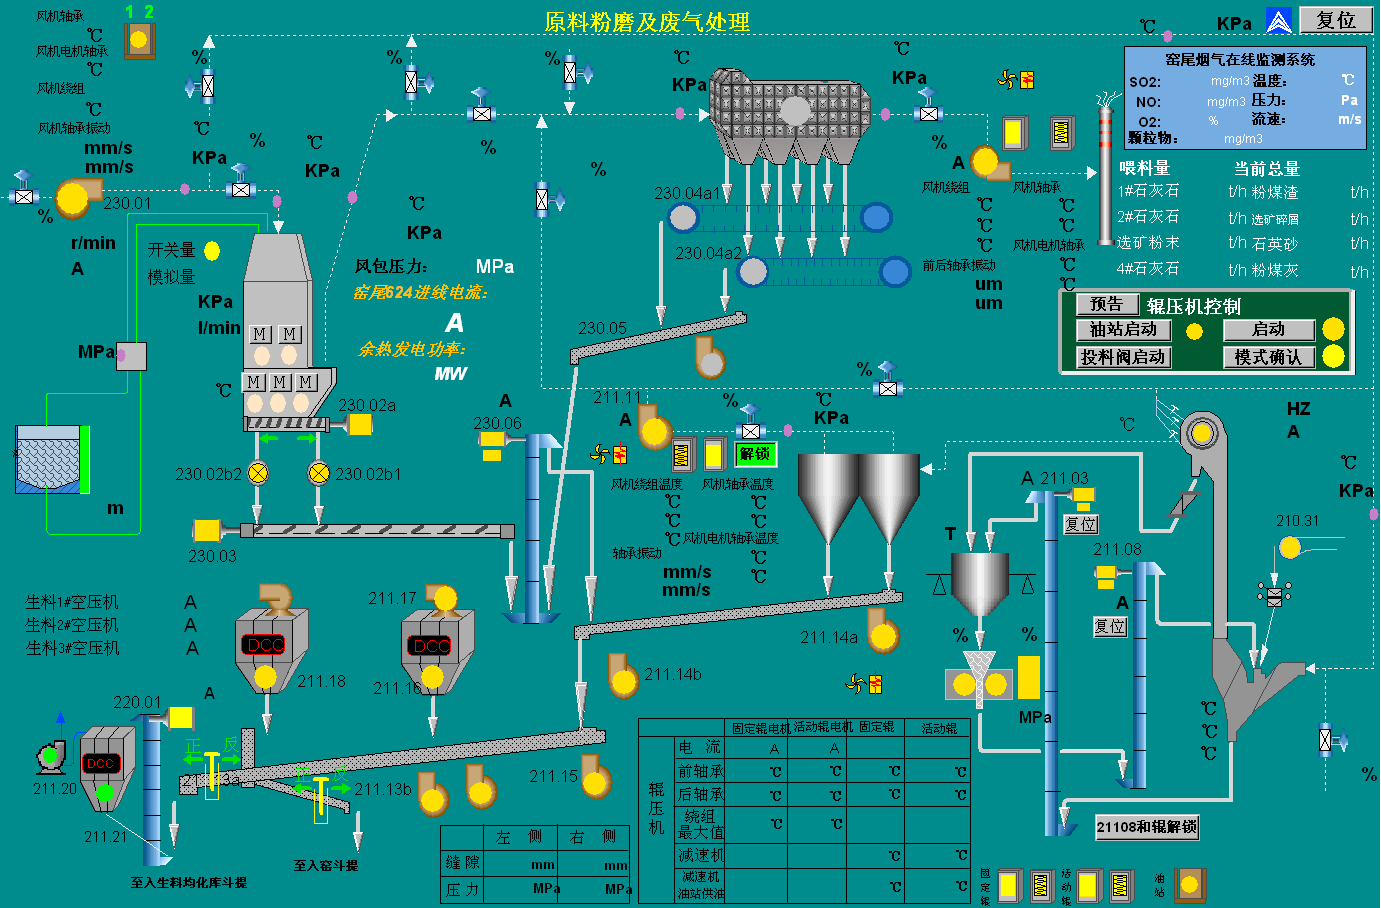 原料粉磨及废气处理
1 2
风机轴承
℃
风机电机轴承
℃
风机绕组
℃
风机轴承振动
mm/s
mm/s
%
230.01
r/min
A
%
℃
KPa
%
℃
KPa
%
%
%
℃
KPa
℃
KPa
%
℃
KPa
%
℃
KPa
复位
窑尾烟气在线监测系统
SO2: mg/m3 温度: ℃
NO: mg/m3 压力: Pa
O2: % 流速: m/s
颗粒物: mg/m3
喂料量 当前总量
1#石灰石 t/h 粉煤渣 t/h
2#石灰石 t/h 选矿碎屑 t/h
选矿粉末 t/h 石英砂 t/h
4#石灰石 t/h 粉煤灰 t/h
A
风机绕组 风机轴承
℃ ℃
℃ ℃
℃ 风机电机轴承
前后轴承振动 ℃
um ℃
um
预告 辊压机控制
油站启动 启动
投料阀启动 模式确认
开关量
模拟量
KPa
l/min
M M
M M M
℃
MPa
m
风包压力: MPa
窑尾624进线电流:
A
余热发电功率:
MW
230.04a1
230.04a2
230.05
230.02a
230.02b2
230.02b1
230.03
230.06
A
211.11
A
%
解锁
℃
KPa
%
风机绕组温度 风机轴承温度
℃ ℃
℃ ℃
℃ 风机电机轴承温度
轴承振动 ℃
mm/s ℃
mm/s
℃
HZ
A
℃
KPa
A 211.03
复位
T
211.08
A
复位
210.31
%
%
MPa
℃
℃
℃
%
生料1#空压机 A
生料2#空压机 A
生料3#空压机 A
DCC
211.18
211.17
DCC
211.16
211.14a
211.14b
211.15
211.13b
220.01
A
DCC
211.20
211.21
正 反
正 反
至入生料均化库斗提
至入窑斗提
左 侧 右 侧
缝 隙 mm mm
压 力 MPa MPa
固定辊电机 活动辊电机 固定辊 活动辊
辊压机
电 流 A A
前轴承 ℃ ℃ ℃ ℃
后轴承 ℃ ℃ ℃ ℃
绕组最大值 ℃ ℃
减速机 ℃ ℃
减速机油站供油 ℃ ℃
21108和辊解锁
固定辊
活动辊
油站